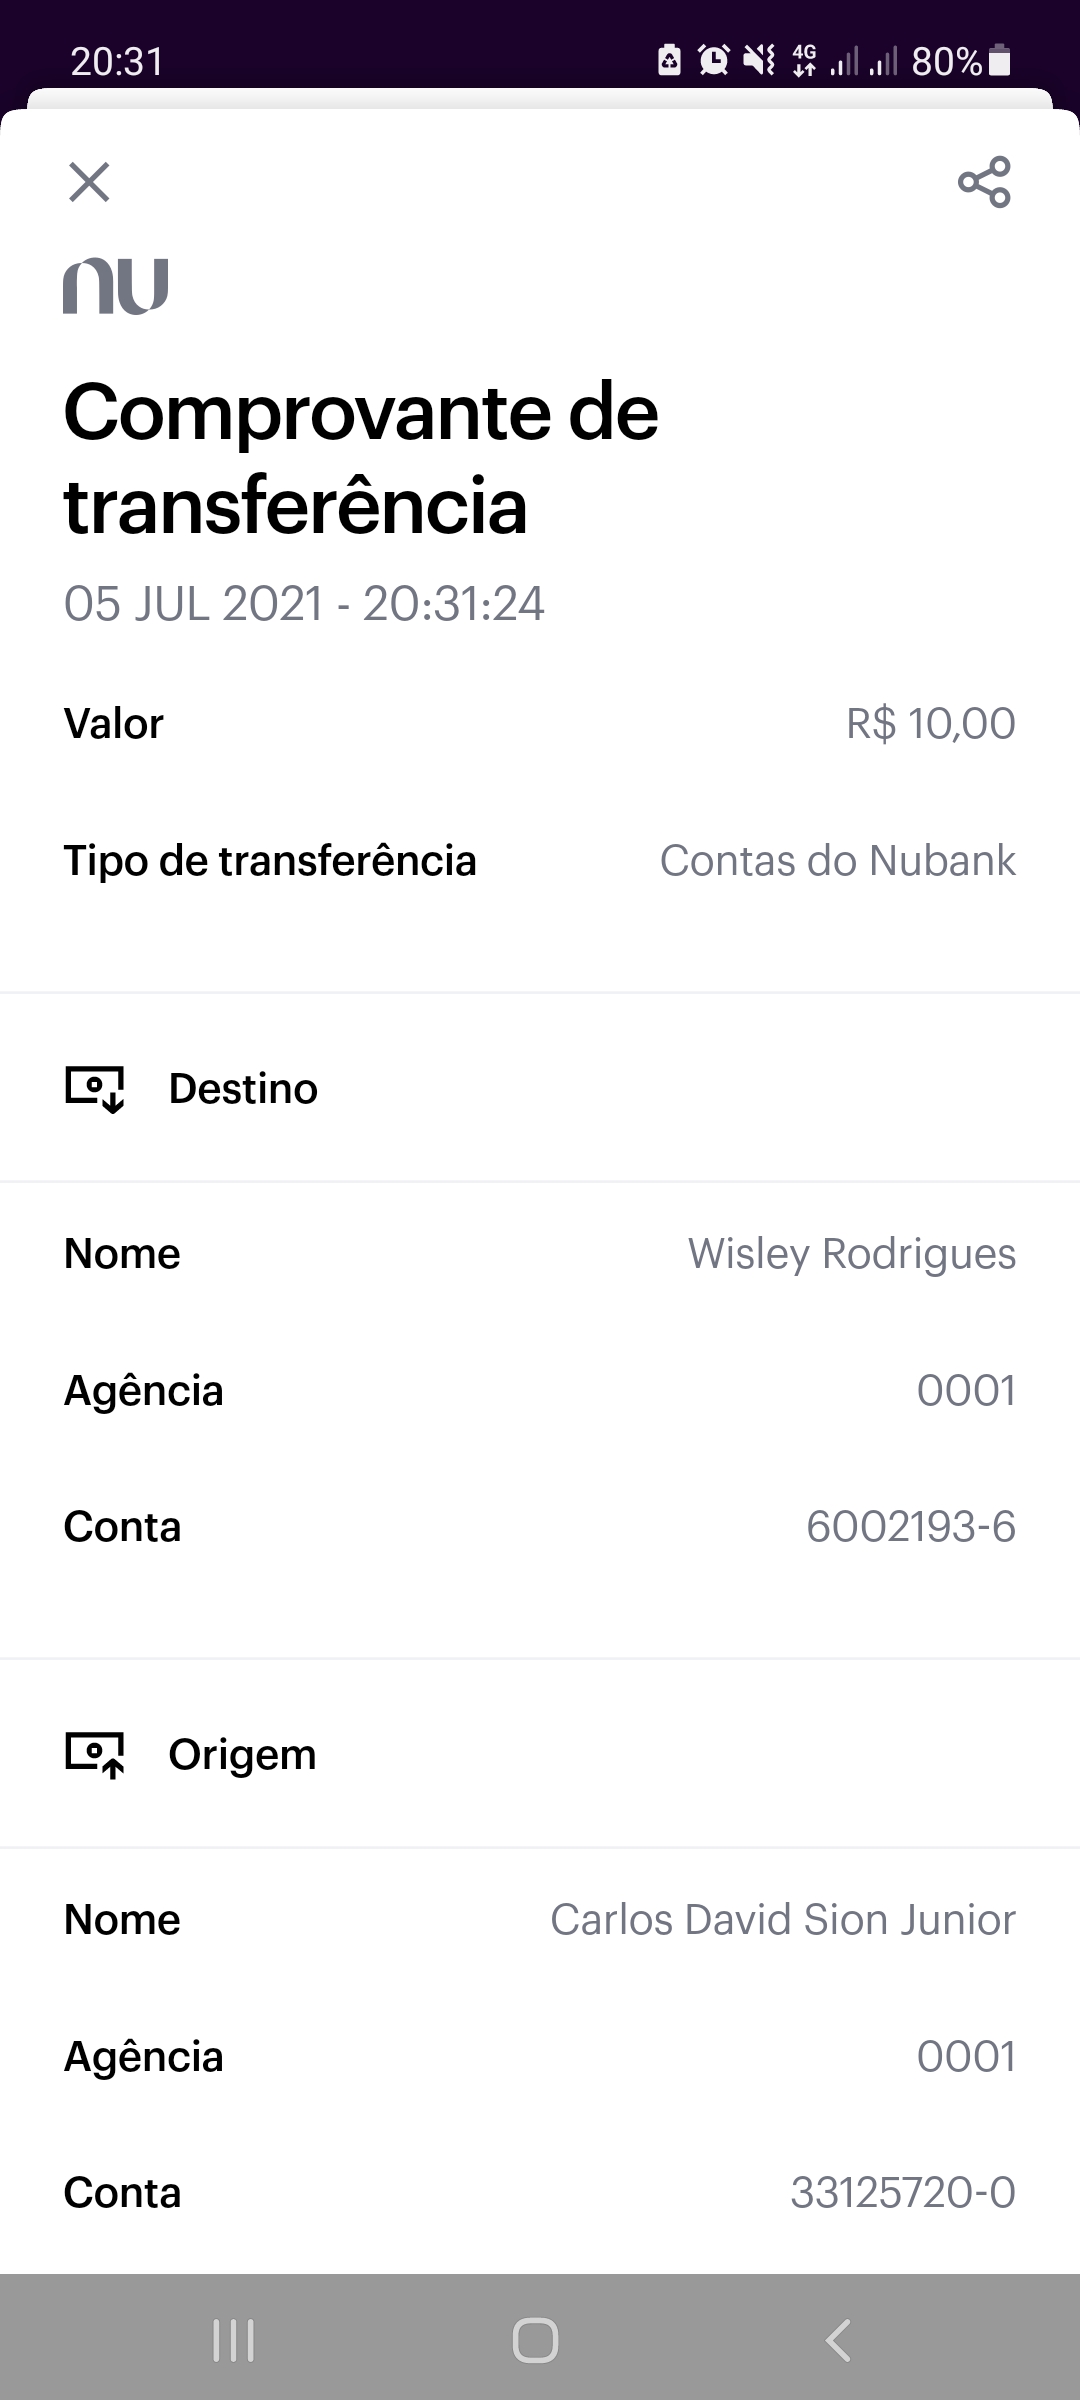 20:31
4G
80%
nu
Comprovante de
transferência
05 JUL 2021 - 20:31:24
Valor R$ 10,00
Tipo de transferência Contas do Nubank
Destino
Nome Wisley Rodrigues
Agência 0001
Conta 6002193-6
Origem
Nome Carlos David Sion Junior
Agência 0001
Conta 33125720-0